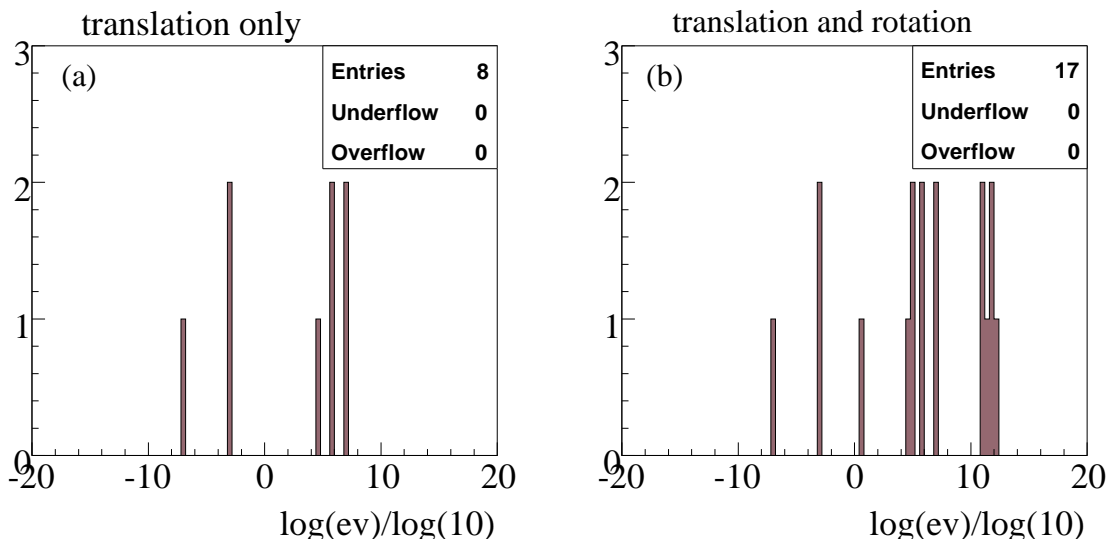 translation only
3
2
1
0
(a)
Entries 8
Underflow 0
Overflow 0
-20 -10 0 10 20
log(ev)/log(10)
translation and rotation
3
2
1
0
(b)
Entries 17
Underflow 0
Overflow 0
-20 -10 0 10 20
log(ev)/log(10)